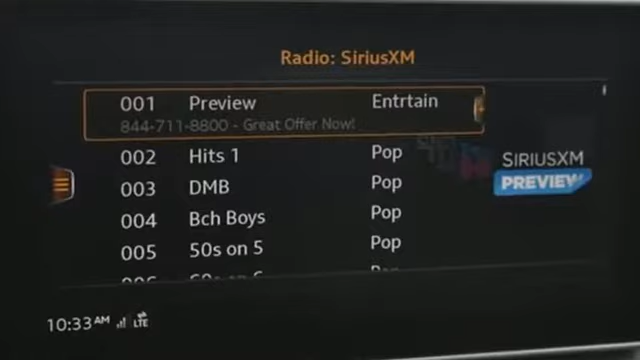 Radio: SiriusXM
001 Preview Entrtain
844-711-8800 - Great Offer Now!
002 Hits 1 Pop
003 DMB Pop
004 Bch Boys Pop
005 50s on 5 Pop
SIRIUSXM
PREVIEW
10:33AM LTE